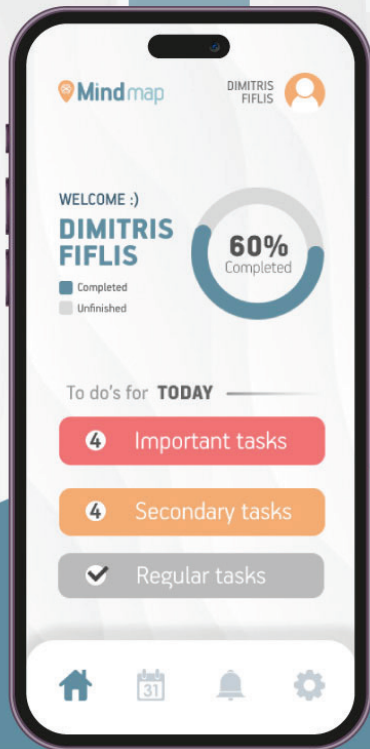 Mindmap
DIMITRIS
FIFLIS
WELCOME :)
DIMITRIS
FIFLIS
Completed
Unfinished
60%
Completed
To do's for TODAY
4 Important tasks
4 Secondary tasks
Regular tasks
31